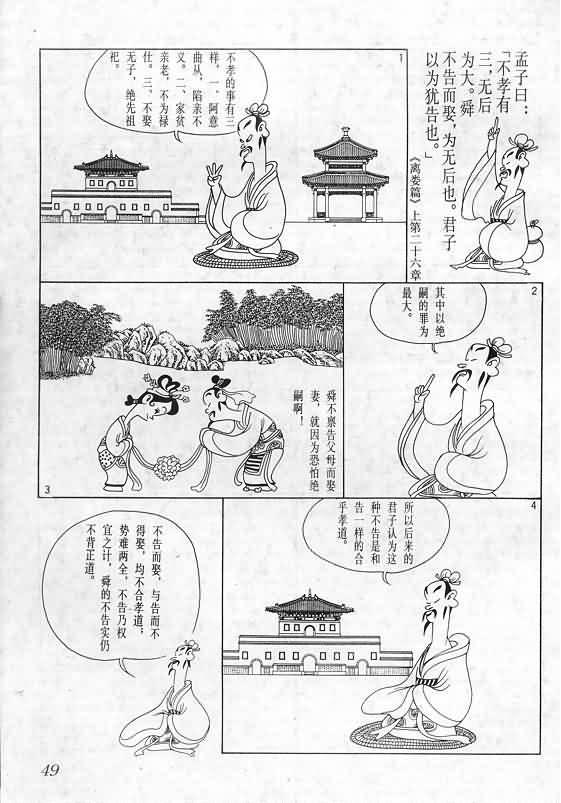 孟子曰：
「不孝有
三，无后
为大。舜
不告而娶，为无后也。君子
以为犹告也。」
《离娄篇》上第二十六章
1
不孝的事有三
样，一、阿意
曲从，陷亲不
义。二、家贫
亲老，不为禄
仕。三、不娶
无子，绝先祖
祀。
2
其中以绝
嗣的罪为
最大。
3
舜不禀告父母而娶
妻，就因为恐怕绝
嗣啊！
4
所以后来的
君子认为这
种不告是和
告一样的合
乎孝道。
不告而娶，与告而不
得娶。均不合孝道，
势难两全，不告乃权
宜之计，舜的不告实仍
不背正道。
49